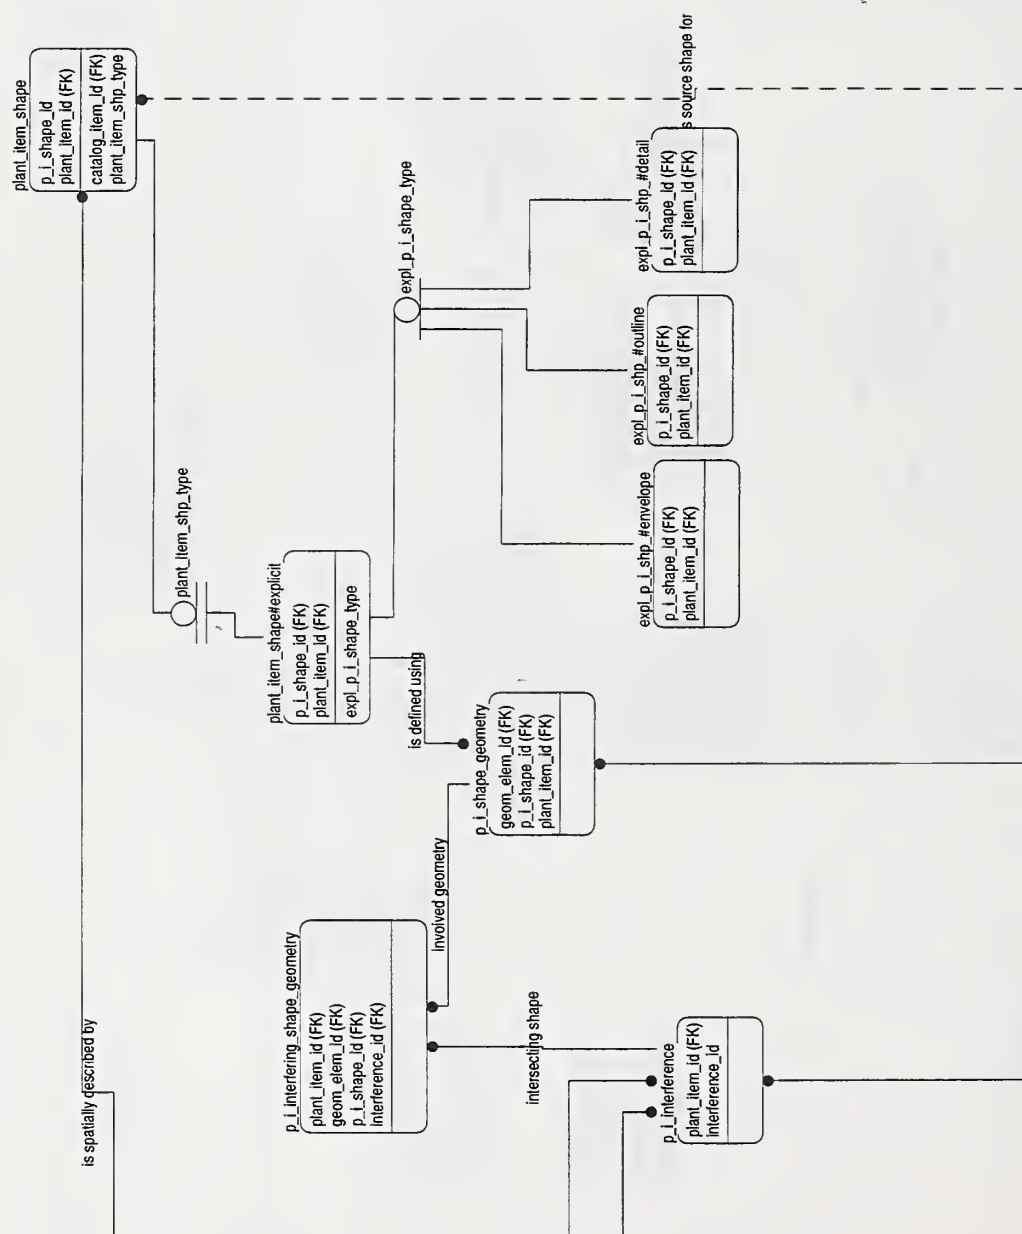 plant_item_shape
p_i_shape_id
plant_item_id (FK)
catalog_item_id (FK)
plant_item_shp_type
s source shape for
expl_p_i_shape_type
expl_p_i_shp_#detail
p_i_shape_id (FK)
plant_item_id (FK)
expl_p_i_shp_#outline
p_i_shape_id (FK)
plant_item_id (FK)
expl_p_i_shp_#envelope
p_i_shape_id (FK)
plant_item_id (FK)
plant_item_shp_type
plant_item_shape#explicit
p_i_shape_id (FK)
plant_item_id (FK)
expl_p_i_shape_type
is defined using
p_i_shape_geometry
geom_elem_id (FK)
p_i_shape_id (FK)
plant_item_id (FK)
involved geometry
p_i_interfering_shape_geometry
plant_item_id (FK)
geom_elem_id (FK)
p_i_shape_id (FK)
interference_id (FK)
intersecting shape
p_i_interference
plant_item_id (FK)
interference_id
is spatially described by